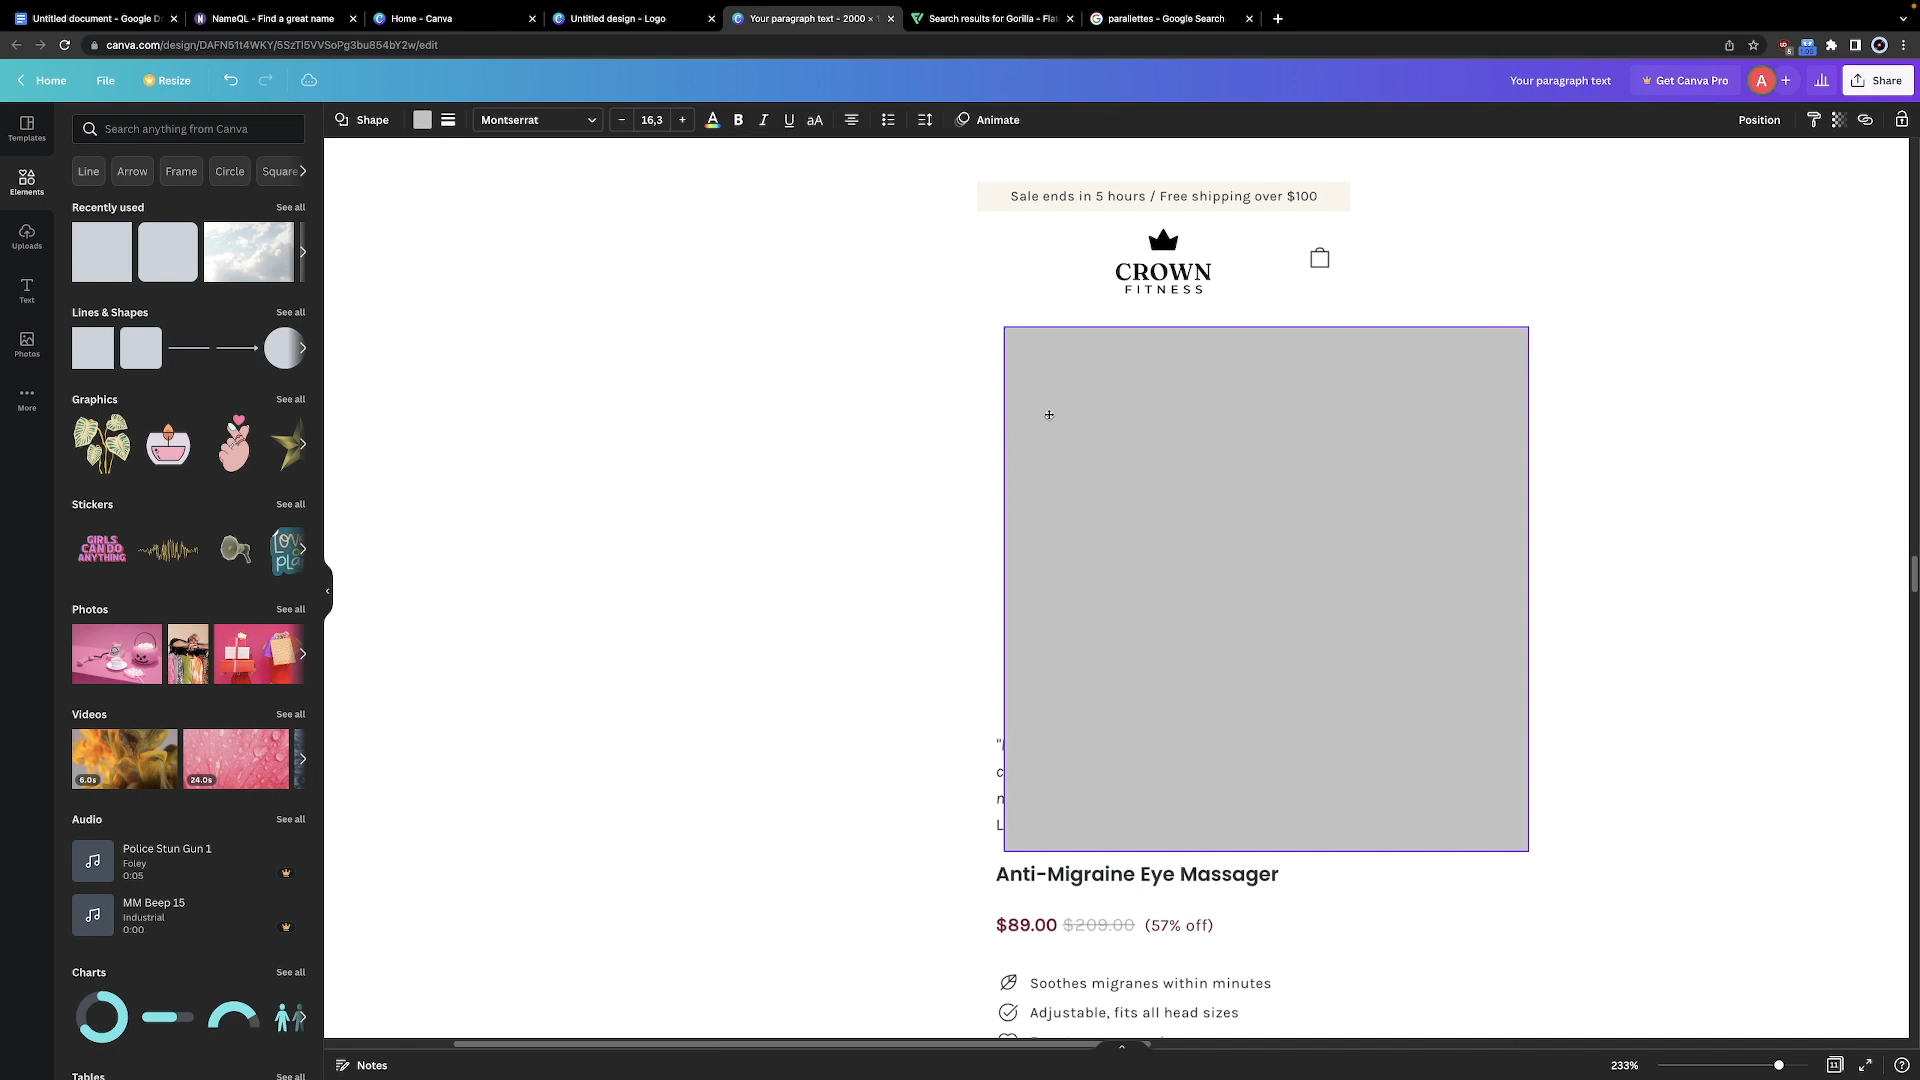 Untitled document - Google D
NameQL - Find a great name
Home - Canva
Untitled design - Logo
Your paragraph text - 2000 ×
Search results for Gorilla - Flat
parallettes - Google Search
canva.com/design/DAFN51t4WKY/5SzTl5VVSoPg3bu854bY2w/edit
Home
File
Resize
Your paragraph text
Get Canva Pro
A
Share
Templates
Search anything from Canva
Shape
Montserrat
16,3
B
I
U
aA
Animate
Position
Elements
Line
Arrow
Frame
Circle
Square
Recently used
See all
Uploads
Text
Lines & Shapes
See all
Photos
Graphics
See all
More
Stickers
See all
GIRLS
CAN DO
ANYTHING
Photos
See all
Videos
See all
6.0s
24.0s
Audio
See all
Police Stun Gun 1
Foley
0:05
MM Beep 15
Industrial
0:00
Charts
See all
Tables
See all
Sale ends in 5 hours / Free shipping over $100
CROWN
FITNESS
Anti-Migraine Eye Massager
$89.00 $209.00 (57% off)
Soothes migranes within minutes
Adjustable, fits all head sizes
Notes
233%
11